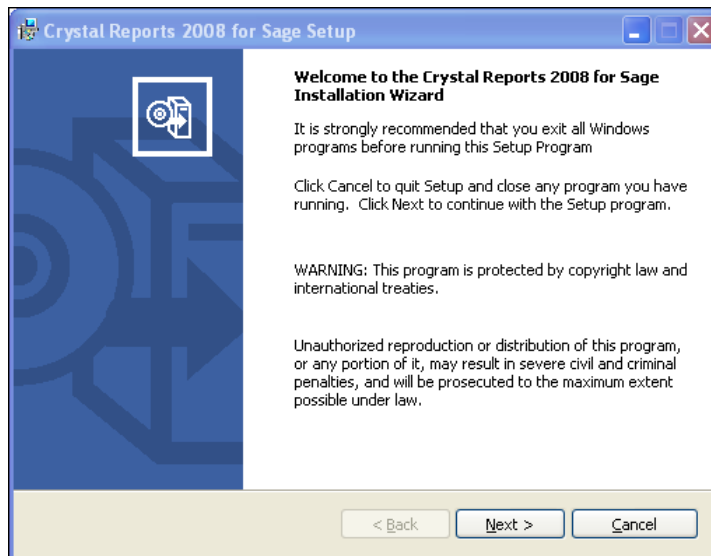 Crystal Reports 2008 for Sage Setup
Welcome to the Crystal Reports 2008 for Sage
Installation Wizard
It is strongly recommended that you exit all Windows
programs before running this Setup Program
Click Cancel to quit Setup and close any program you have
running.  Click Next to continue with the Setup program.
WARNING: This program is protected by copyright law and
international treaties.
Unauthorized reproduction or distribution of this program,
or any portion of it, may result in severe civil and criminal
penalties, and will be prosecuted to the maximum extent
possible under law.
< Back
Next >
Cancel